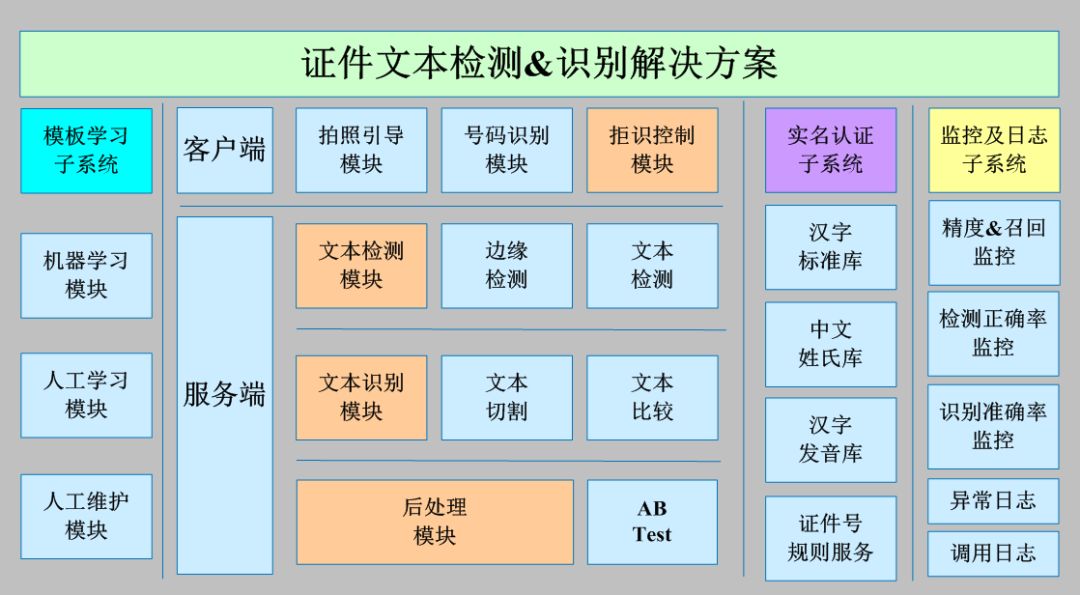 证件文本检测&识别解决方案
模板学习
子系统
机器学习
模块
人工学习
模块
人工维护
模块
客户端
拍照引导
模块
号码识别
模块
拒识控制
模块
服务端
文本检测
模块
边缘
检测
文本
检测
文本识别
模块
文本
切割
文本
比较
后处理
模块
AB
Test
实名认证
子系统
汉字
标准库
中文
姓氏库
汉字
发音库
证件号
规则服务
监控及日志
子系统
精度&召回
监控
检测正确率
监控
识别准确率
监控
异常日志
调用日志